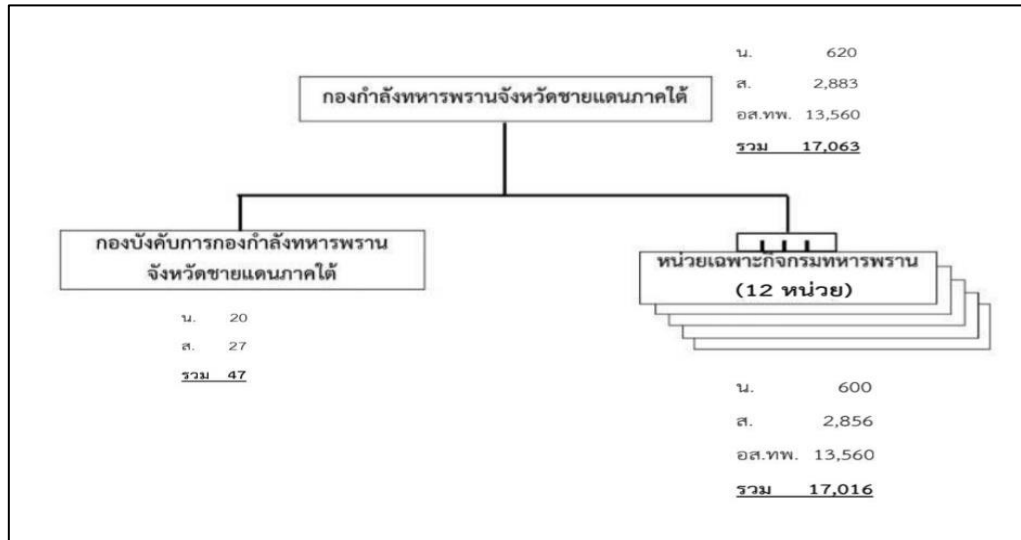 น. 620
ส. 2,883
อส.ทพ. 13,560
รวม 17,063
กองกำลังทหารพรานจังหวัดชายแดนภาคใต้
กองบังคับการกองกำลังทหารพราน
จังหวัดชายแดนภาคใต้
น. 20
ส. 27
รวม 47
หน่วยเฉพาะกิจกรมทหารพราน
(12 หน่วย)
น. 600
ส. 2,856
อส.ทพ. 13,560
รวม 17,016